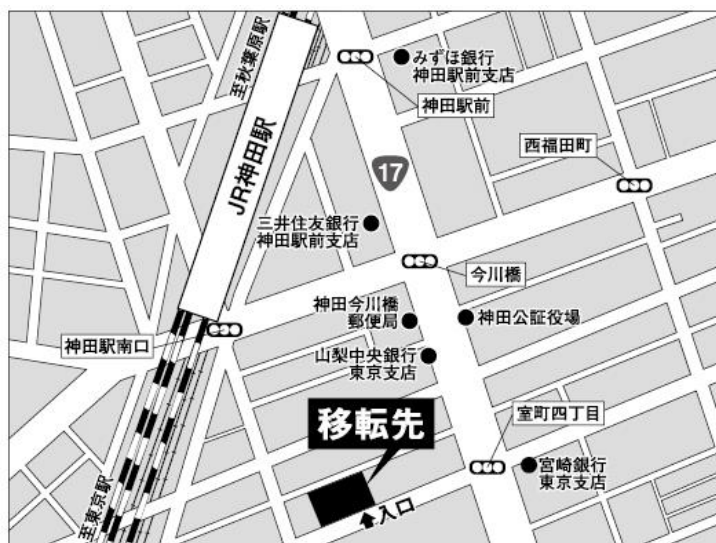 至秋葉原駅
みずほ銀行
神田駅前支店
神田駅前
JR神田駅
西福田町
17
三井住友銀行
神田駅前支店
今川橋
神田今川橋
郵便局
神田公証役場
神田駅南口
山梨中央銀行
東京支店
移転先
室町四丁目
宮崎銀行
東京支店
至東京駅
入口